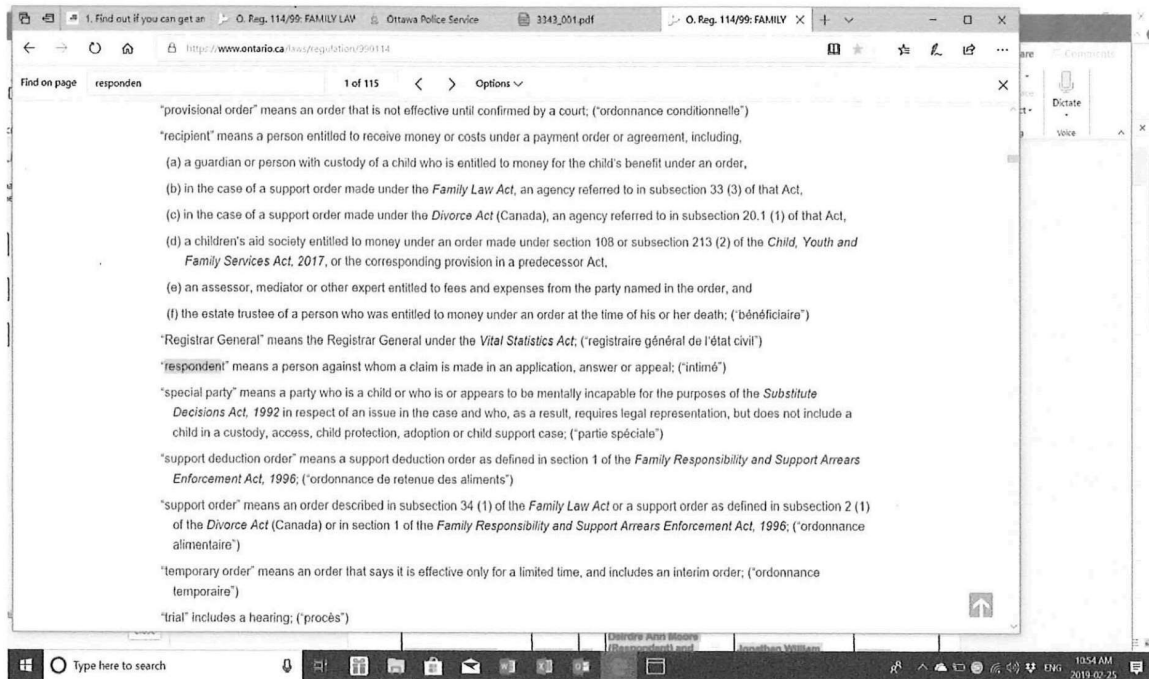 1. Find out if you can get an
O. Reg. 114/99: FAMILY LAW
Ottawa Police Service
3343_001.pdf
O. Reg. 114/99: FAMILY
https://www.ontario.ca/laws/regulation/990114
are
Comments
Find on page
responden
1 of 115
Options
Dictate
Voice
"provisional order" means an order that is not effective until confirmed by a court; ("ordonnance conditionnelle")
"recipient" means a person entitled to receive money or costs under a payment order or agreement, including,
(a) a guardian or person with custody of a child who is entitled to money for the child's benefit under an order,
(b) in the case of a support order made under the Family Law Act, an agency referred to in subsection 33 (3) of that Act,
(c) in the case of a support order made under the Divorce Act (Canada), an agency referred to in subsection 20.1 (1) of that Act,
(d) a children's aid society entitled to money under an order made under section 108 or subsection 213 (2) of the Child, Youth and
Family Services Act, 2017, or the corresponding provision in a predecessor Act,
(e) an assessor, mediator or other expert entitled to fees and expenses from the party named in the order, and
(f) the estate trustee of a person who was entitled to money under an order at the time of his or her death; ("bénéficiaire")
"Registrar General" means the Registrar General under the Vital Statistics Act; ("registraire général de l'état civil")
"respondent" means a person against whom a claim is made in an application, answer or appeal; ("intimé")
"special party" means a party who is a child or who is or appears to be mentally incapable for the purposes of the Substitute
Decisions Act, 1992 in respect of an issue in the case and who, as a result, requires legal representation, but does not include a
child in a custody, access, child protection, adoption or child support case; ("partie spéciale")
"support deduction order" means a support deduction order as defined in section 1 of the Family Responsibility and Support Arrears
Enforcement Act, 1996; ("ordonnance de retenue des aliments")
"support order" means an order described in subsection 34 (1) of the Family Law Act or a support order as defined in subsection 2 (1)
of the Divorce Act (Canada) or in section 1 of the Family Responsibility and Support Arrears Enforcement Act, 1996; ("ordonnance
alimentaire")
"temporary order" means an order that says it is effective only for a limited time, and includes an interim order; ("ordonnance
temporaire")
"trial" includes a hearing; ("procès")
Deirdre Ann Moore
(Respondent) and
Jonathan William
Type here to search
ENG
10:54 AM
2019-02-25